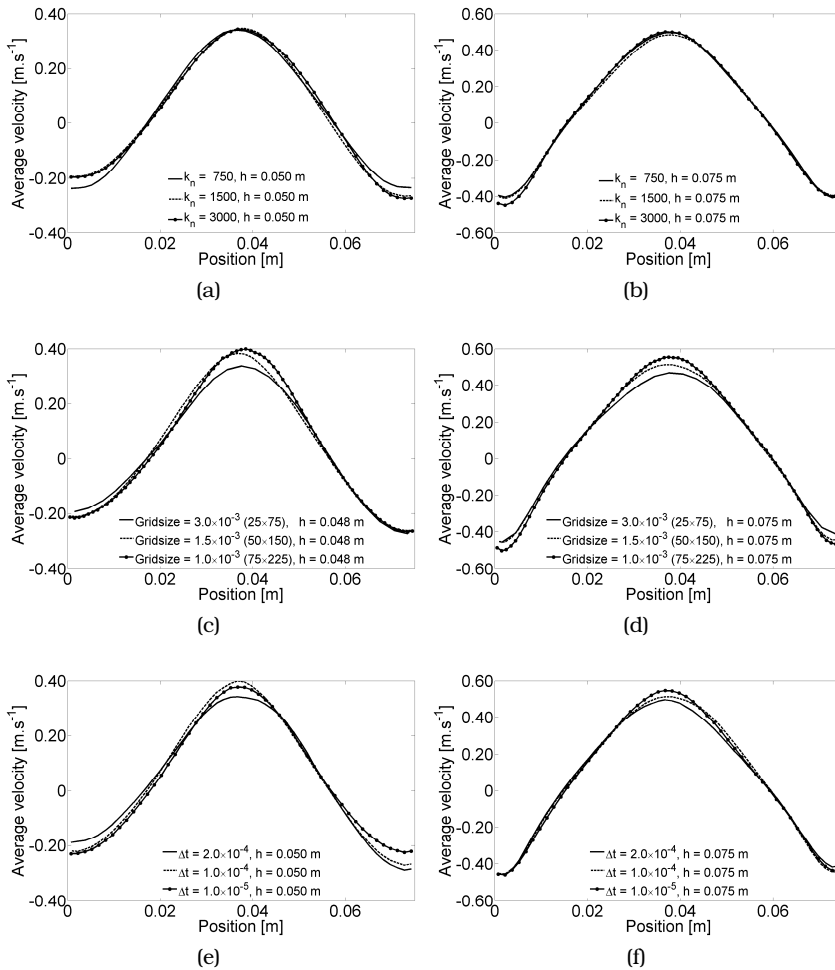 Average velocity [m.s-1]
0.40
0.20
0
-0.20
-0.40
kn = 750, h = 0.050 m
kn = 1500, h = 0.050 m
kn = 3000, h = 0.050 m
0 0.02 0.04 0.06
Position [m]
(a)
Average velocity [m.s-1]
0.60
0.40
0.20
0
-0.20
-0.40
-0.60
kn = 750, h = 0.075 m
kn = 1500, h = 0.075 m
kn = 3000, h = 0.075 m
0 0.02 0.04 0.06
Position [m]
(b)
Average velocity [m.s-1]
0.40
0.20
0
-0.20
-0.40
Gridsize = 3.0×10-3 (25×75), h = 0.048 m
Gridsize = 1.5×10-3 (50×150), h = 0.048 m
Gridsize = 1.0×10-3 (75×225), h = 0.048 m
0 0.02 0.04 0.06
Position [m]
(c)
Average velocity [m.s-1]
0.60
0.40
0.20
0
-0.20
-0.40
-0.60
Gridsize = 3.0×10-3 (25×75), h = 0.075 m
Gridsize = 1.5×10-3 (50×150), h = 0.075 m
Gridsize = 1.0×10-3 (75×225), h = 0.075 m
0 0.02 0.04 0.06
Position [m]
(d)
Average velocity [m.s-1]
0.40
0.20
0
-0.20
-0.40
Δt = 2.0×10-4, h = 0.050 m
Δt = 1.0×10-4, h = 0.050 m
Δt = 1.0×10-5, h = 0.050 m
0 0.02 0.04 0.06
Position [m]
(e)
Average velocity [m.s-1]
0.60
0.40
0.20
0
-0.20
-0.40
-0.60
Δt = 2.0×10-4, h = 0.075 m
Δt = 1.0×10-4, h = 0.075 m
Δt = 1.0×10-5, h = 0.075 m
0 0.02 0.04 0.06
Position [m]
(f)